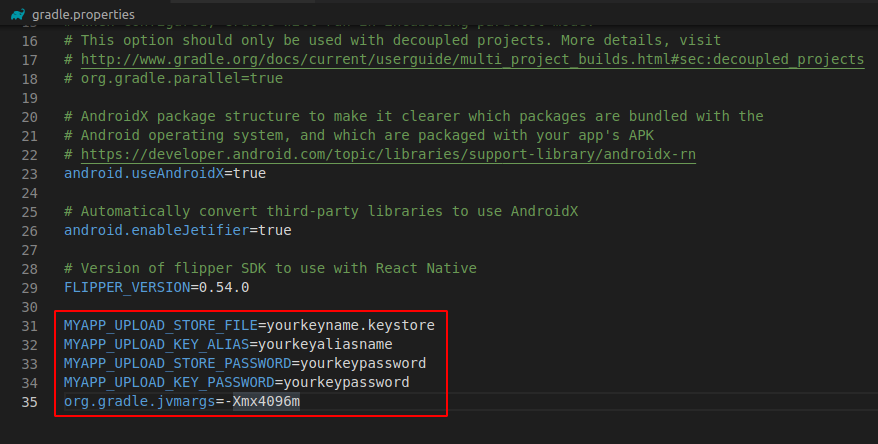 gradle.properties
16 # This option should only be used with decoupled projects. More details, visit
17 # http://www.gradle.org/docs/current/userguide/multi_project_builds.html#sec:decoupled_projects
18 # org.gradle.parallel=true
19
20 # AndroidX package structure to make it clearer which packages are bundled with the
21 # Android operating system, and which are packaged with your app's APK
22 # https://developer.android.com/topic/libraries/support-library/androidx-rn
23 android.useAndroidX=true
24
25 # Automatically convert third-party libraries to use AndroidX
26 android.enableJetifier=true
27
28 # Version of flipper SDK to use with React Native
29 FLIPPER_VERSION=0.54.0
30
31 MYAPP_UPLOAD_STORE_FILE=yourkeyname.keystore
32 MYAPP_UPLOAD_KEY_ALIAS=yourkeyaliasname
33 MYAPP_UPLOAD_STORE_PASSWORD=yourkeypassword
34 MYAPP_UPLOAD_KEY_PASSWORD=yourkeypassword
35 org.gradle.jvmargs=-Xmx4096m